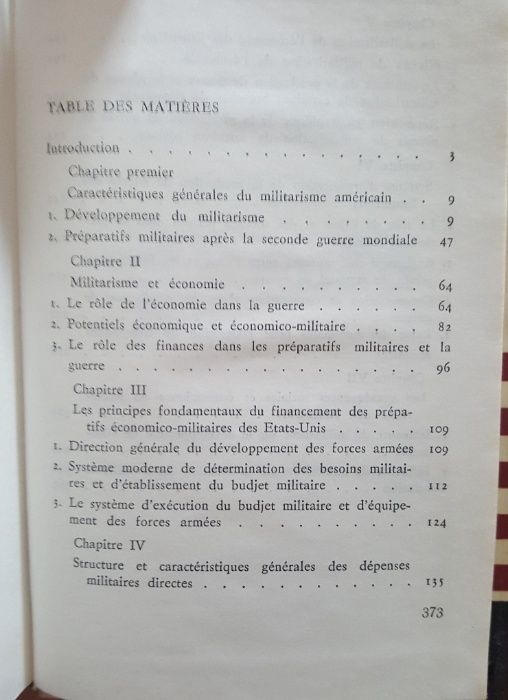 TABLE DES MATIÈRES
Introduction . . . . . . . . . . . . . . . 3
Chapitre premier
Caractéristiques générales du militarisme américain . . 9
1. Développement du militarisme . . . . . . . 9
2. Préparatifs militaires après la seconde guerre mondiale 47
Chapitre II
Militarisme et économie . . . . . . . . . . 64
1. Le rôle de l'économie dans la guerre . . . . . . 64
2. Potentiels économique et économico-militaire . . . . 82
3. Le rôle des finances dans les préparatifs militaires et la
guerre . . . . . . . . . . . . . . . . 96
Chapitre III
Les principes fondamentaux du financement des prépa-
tifs économico-militaires des Etats-Unis . . . . . 109
1. Direction générale du développement des forces armées 109
2. Système moderne de détermination des besoins militai-
res et d'établissement du budjet militaire . . . . . 112
3. Le système d'exécution du budjet militaire et d'équipe-
ment des forces armées . . . . . . . . . . 124
Chapitre IV
Structure et caractéristiques générales des dépenses
militaires directes . . . . . . . . . . . . 135
373